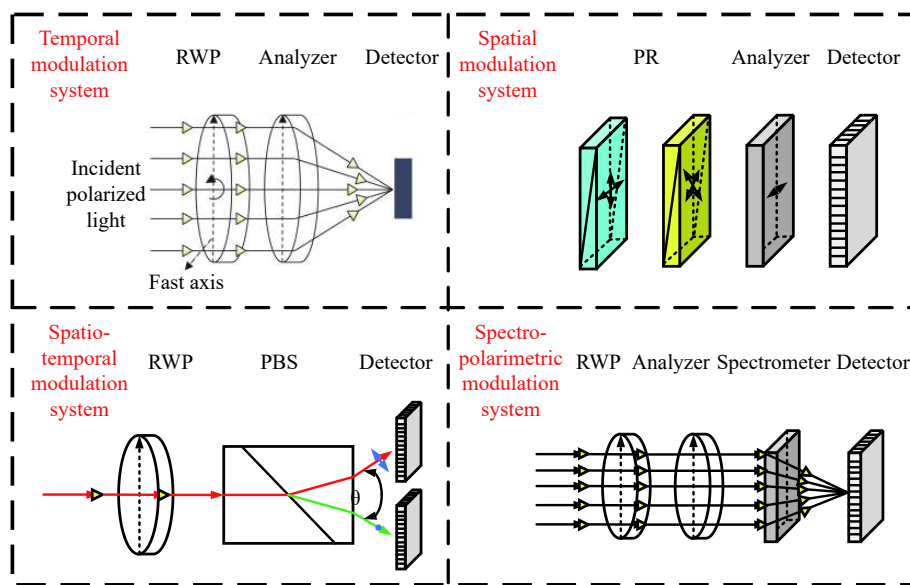 Temporal
modulation
system
RWP
Analyzer
Detector
Incident
polarized
light
Fast axis
Spatial
modulation
system
PR
Analyzer
Detector
Spatio-
temporal
modulation
system
RWP
PBS
Detector
θ
Spectro-
polarimetric
modulation
system
RWP
Analyzer
Spectrometer
Detector